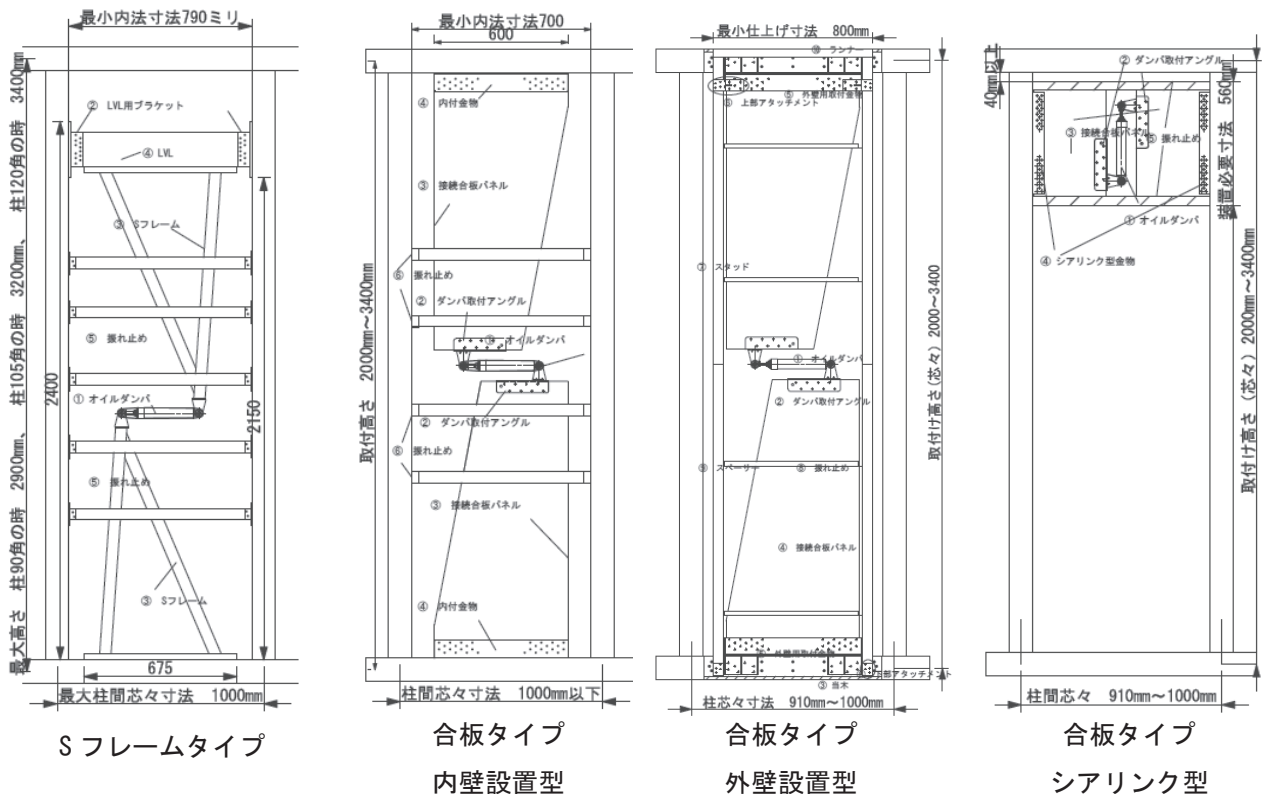 最小内法寸法790ミリ
最大高さ 柱90角の時 2900mm、 柱105角の時 3200mm、 柱120角の時 3400mm
② LVL用ブラケット
④ LVL
③ Sフレーム
⑤ 振れ止め
2400
① オイルダンパ
2150
⑤ 振れ止め
③ Sフレーム
675
最大柱間芯々寸法 1000mm
Sフレームタイプ
最小内法寸法700
600
④ 内付金物
③ 接続合板パネル
取付高さ 2000mm～3400mm
⑥ 振れ止め
② ダンパ取付アングル
① オイルダンパ
② ダンパ取付アングル
⑥ 振れ止め
③ 接続合板パネル
④ 内付金物
柱間芯々寸法 1000mm以下
合板タイプ
内壁設置型
最小仕上げ寸法 800mm
⑩ ランナー
⑤ 外壁用取付金物
⑥ 上部アタッチメント
⑦ スタッド
取付け高さ(芯々) 2000～3400
① オイルダンパ
② ダンパ取付アングル
⑨ スペーサー
⑧ 振れ止め
④ 接続合板パネル
外壁用取付金物
下部アタッチメント
③ 当木
柱芯々寸法 910mm～1000mm
合板タイプ
外壁設置型
40mm以上
② ダンパ取付アングル
装置必要寸法 560mm
③ 接続合板パネル
⑤ 振れ止め
① オイルダンパ
④ シアリンク型金物
取付け高さ(芯々) 2000mm～3400mm
柱間芯々 910mm～1000mm
合板タイプ
シアリンク型